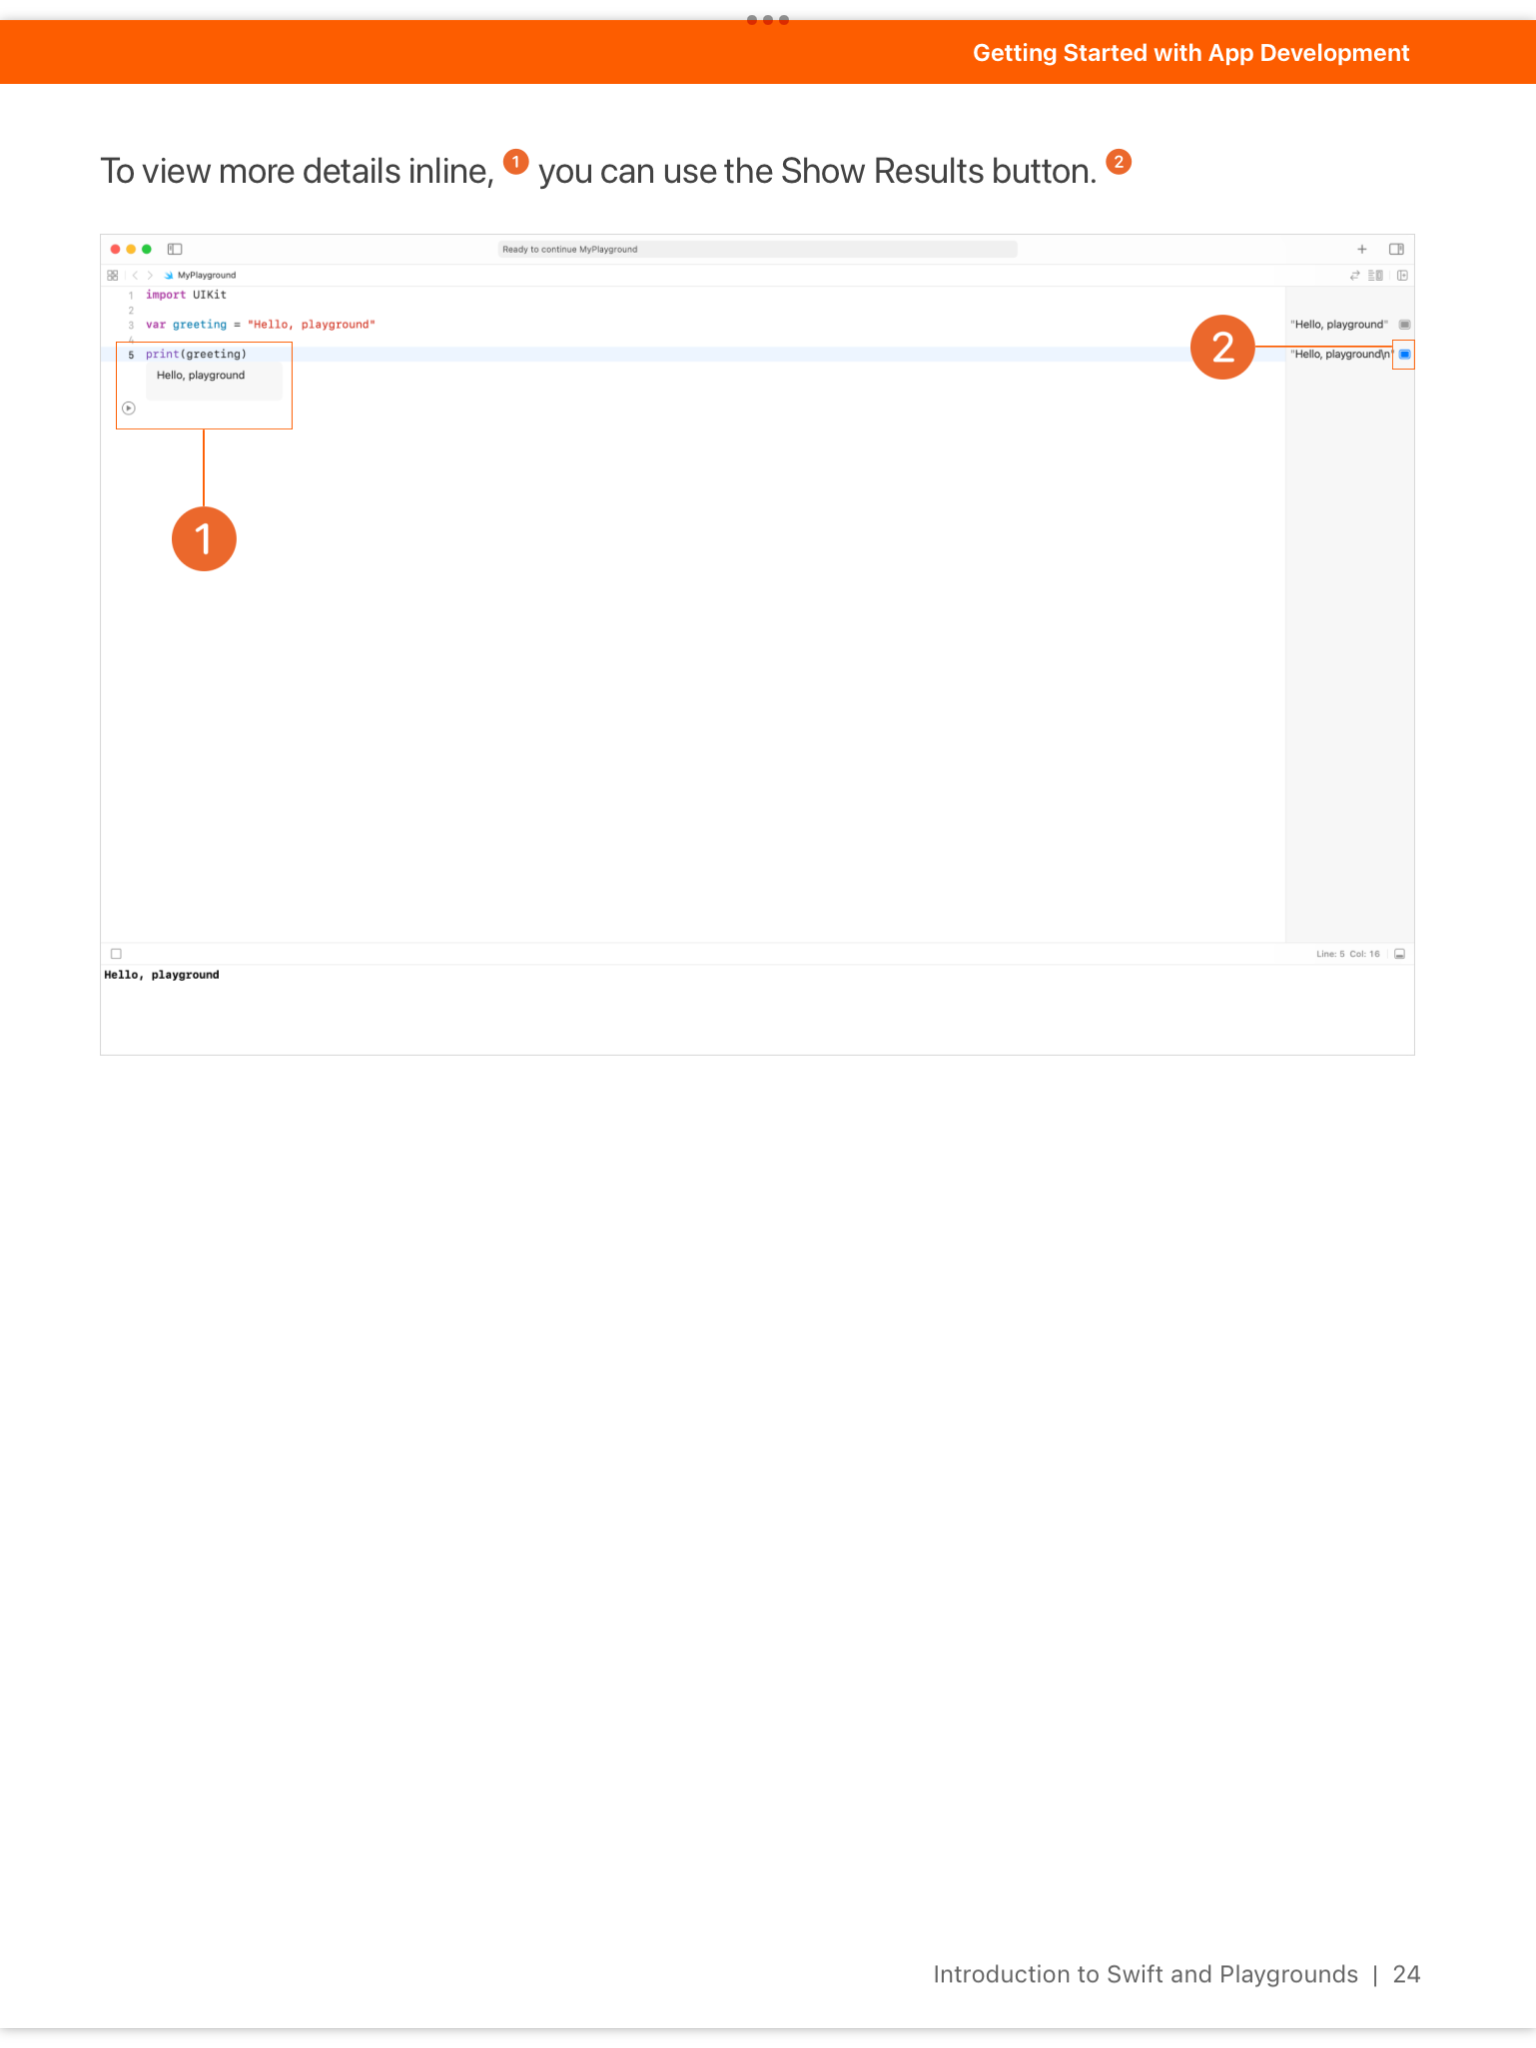 Getting Started with App Development
To view more details inline, 1 you can use the Show Results button. 2
Ready to continue MyPlayground
MyPlayground
1 import UIKit
2
3 var greeting = "Hello, playground"
"Hello, playground"
4
5 print(greeting)
"Hello, playground\n"
2
Hello, playground
1
Line: 5 Col: 16
Hello, playground
Introduction to Swift and Playgrounds | 24